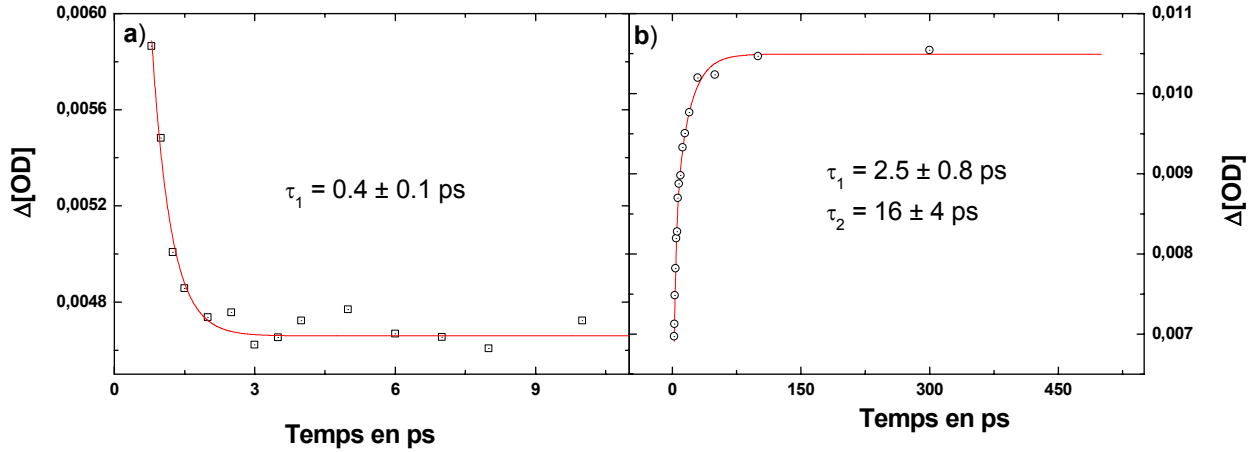 a)
0,0060
0,0056
0,0052
0,0048
Δ[OD]
τ1 = 0.4 ± 0.1 ps
0 3 6 9
Temps en ps
b)
0,011
0,010
0,009
0,008
0,007
Δ[OD]
τ1 = 2.5 ± 0.8 ps
τ2 = 16 ± 4 ps
0 150 300 450
Temps en ps